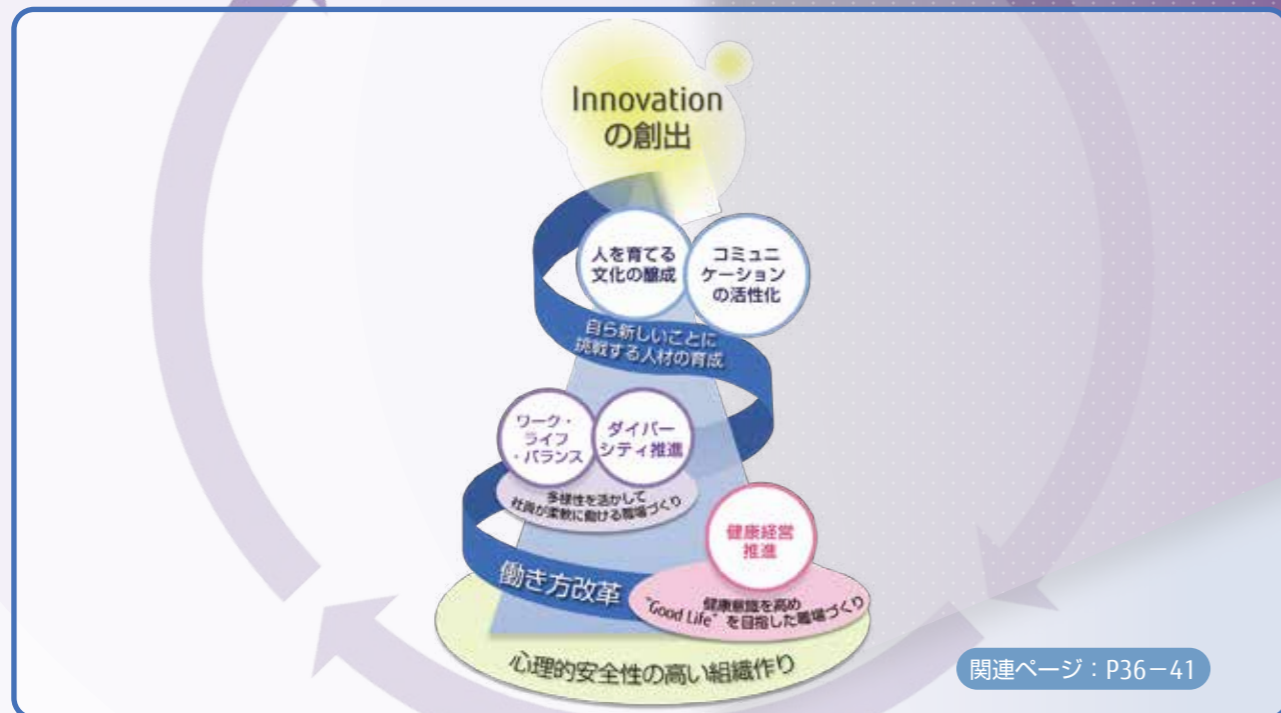 Innovation
の創出
人を育てる
文化の醸成
コミュニ
ケーション
の活性化
自ら新しいことに
挑戦する人材の育成
ワーク・
ライフ
・バランス
ダイバー
シティ推進
多様性を活かして
社員が柔軟に働ける職場づくり
健康経営
推進
働き方改革
健康意識を高め
“Good Life”を目指した職場づくり
心理的安全性の高い組織作り
関連ページ：P36－41